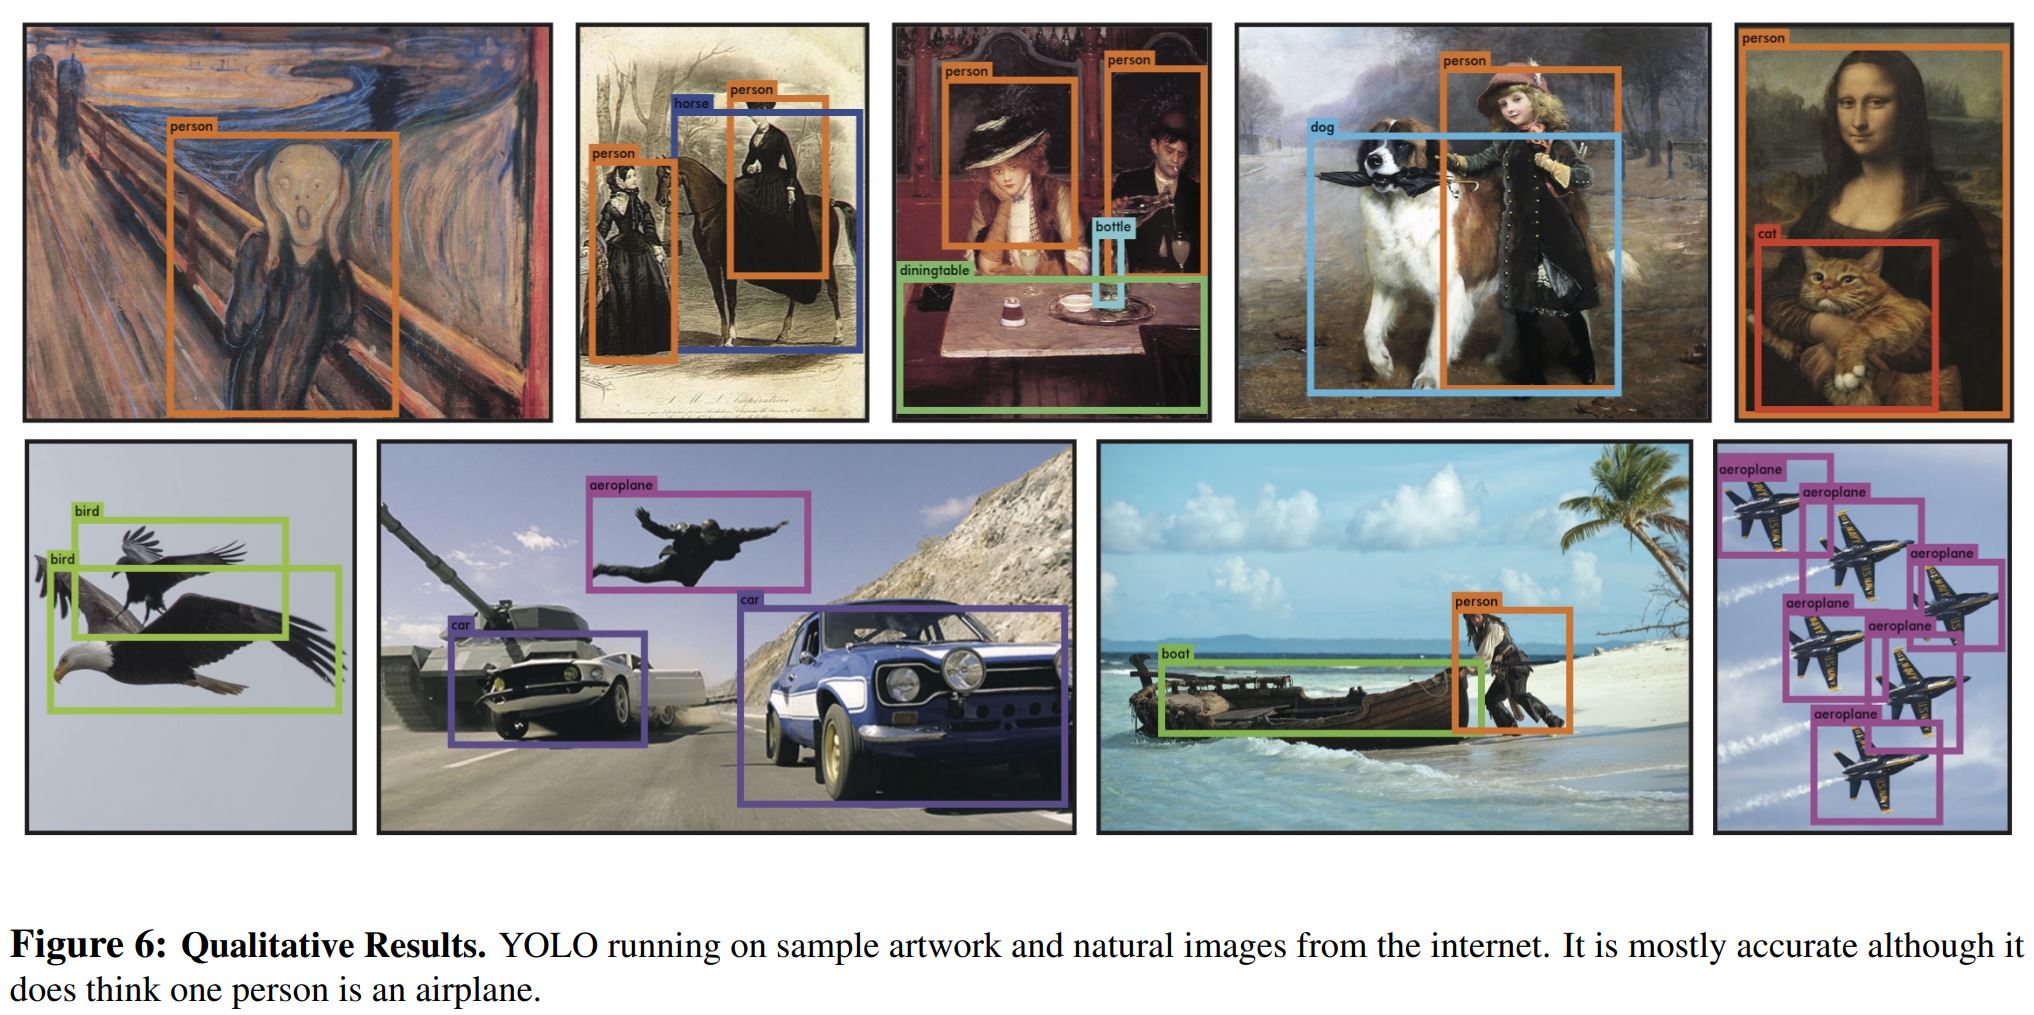 person
person
horse
person
person
person
bottle
diningtable
person
dog
person
cat
bird
bird
aeroplane
car
car
person
boat
aeroplane
aeroplane
aeroplane
aeroplane
aeroplane
aeroplane
Figure 6: Qualitative Results. YOLO running on sample artwork and natural images from the internet. It is mostly accurate although it
does think one person is an airplane.